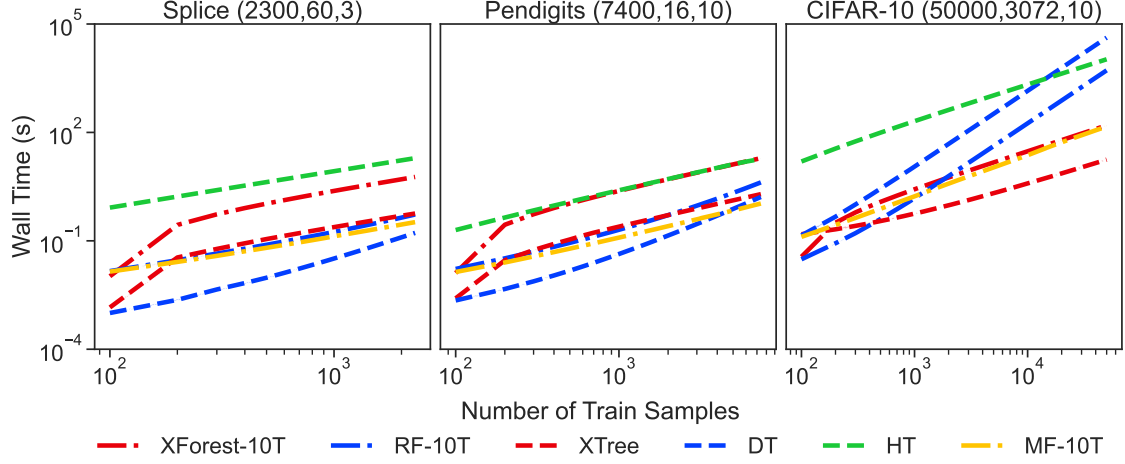 Splice (2300,60,3)
Pendigits (7400,16,10)
CIFAR-10 (50000,3072,10)
Wall Time (s)
10^5
10^2
10^−1
10^−4
10^2
10^3
10^2
10^3
10^2
10^3
10^4
Number of Train Samples
XForest-10T
RF-10T
XTree
DT
HT
MF-10T